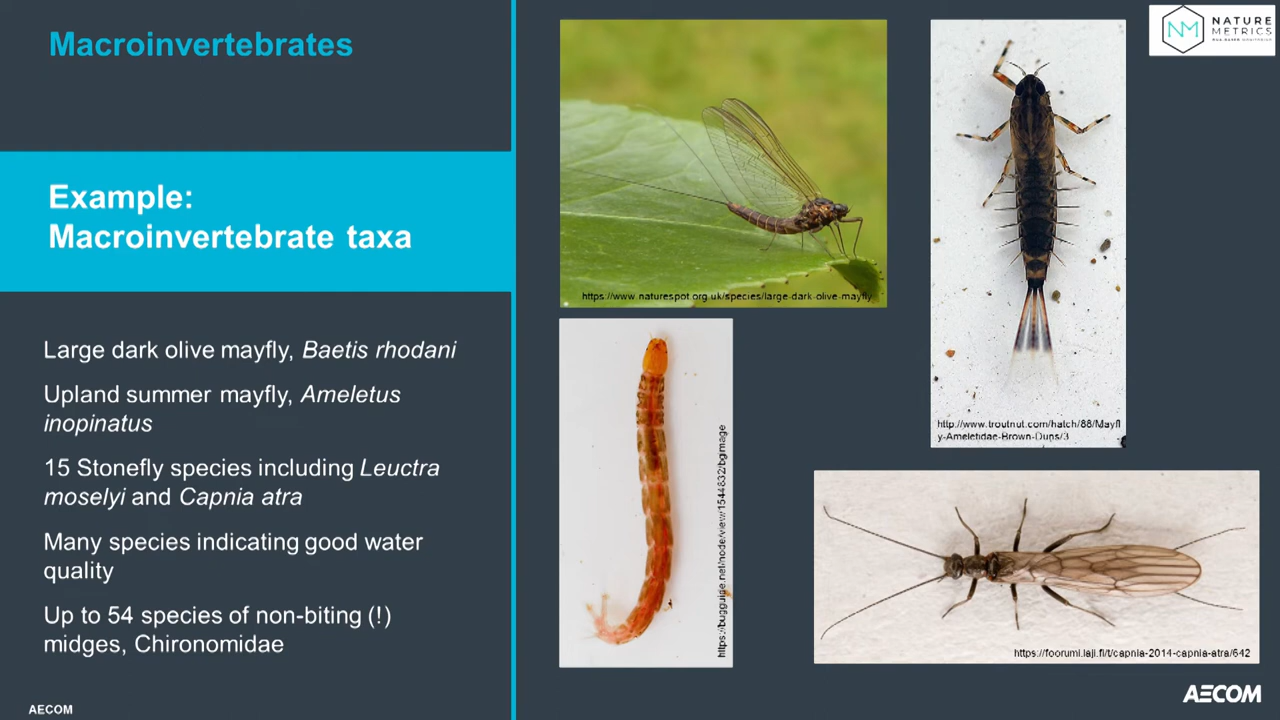 Macroinvertebrates
Example:
Macroinvertebrate taxa
Large dark olive mayfly, Baetis rhodani
Upland summer mayfly, Ameletus
inopinatus
15 Stonefly species including Leuctra
moselyi and Capnia atra
Many species indicating good water
quality
Up to 54 species of non-biting (!)
midges, Chironomidae
AECOM
https://www.naturespot.org.uk/species/large-dark-olive-mayfly
http://www.troutnut.com/hatch/88/Mayfl
y-Ameletidae-Brown-Duns/3
https://bugguide.net/node/view/1544832/bgimage
https://foorumi.laji.fi/t/capnia-2014-capnia-atra/642
NM
NATURE
METRICS
AECOM